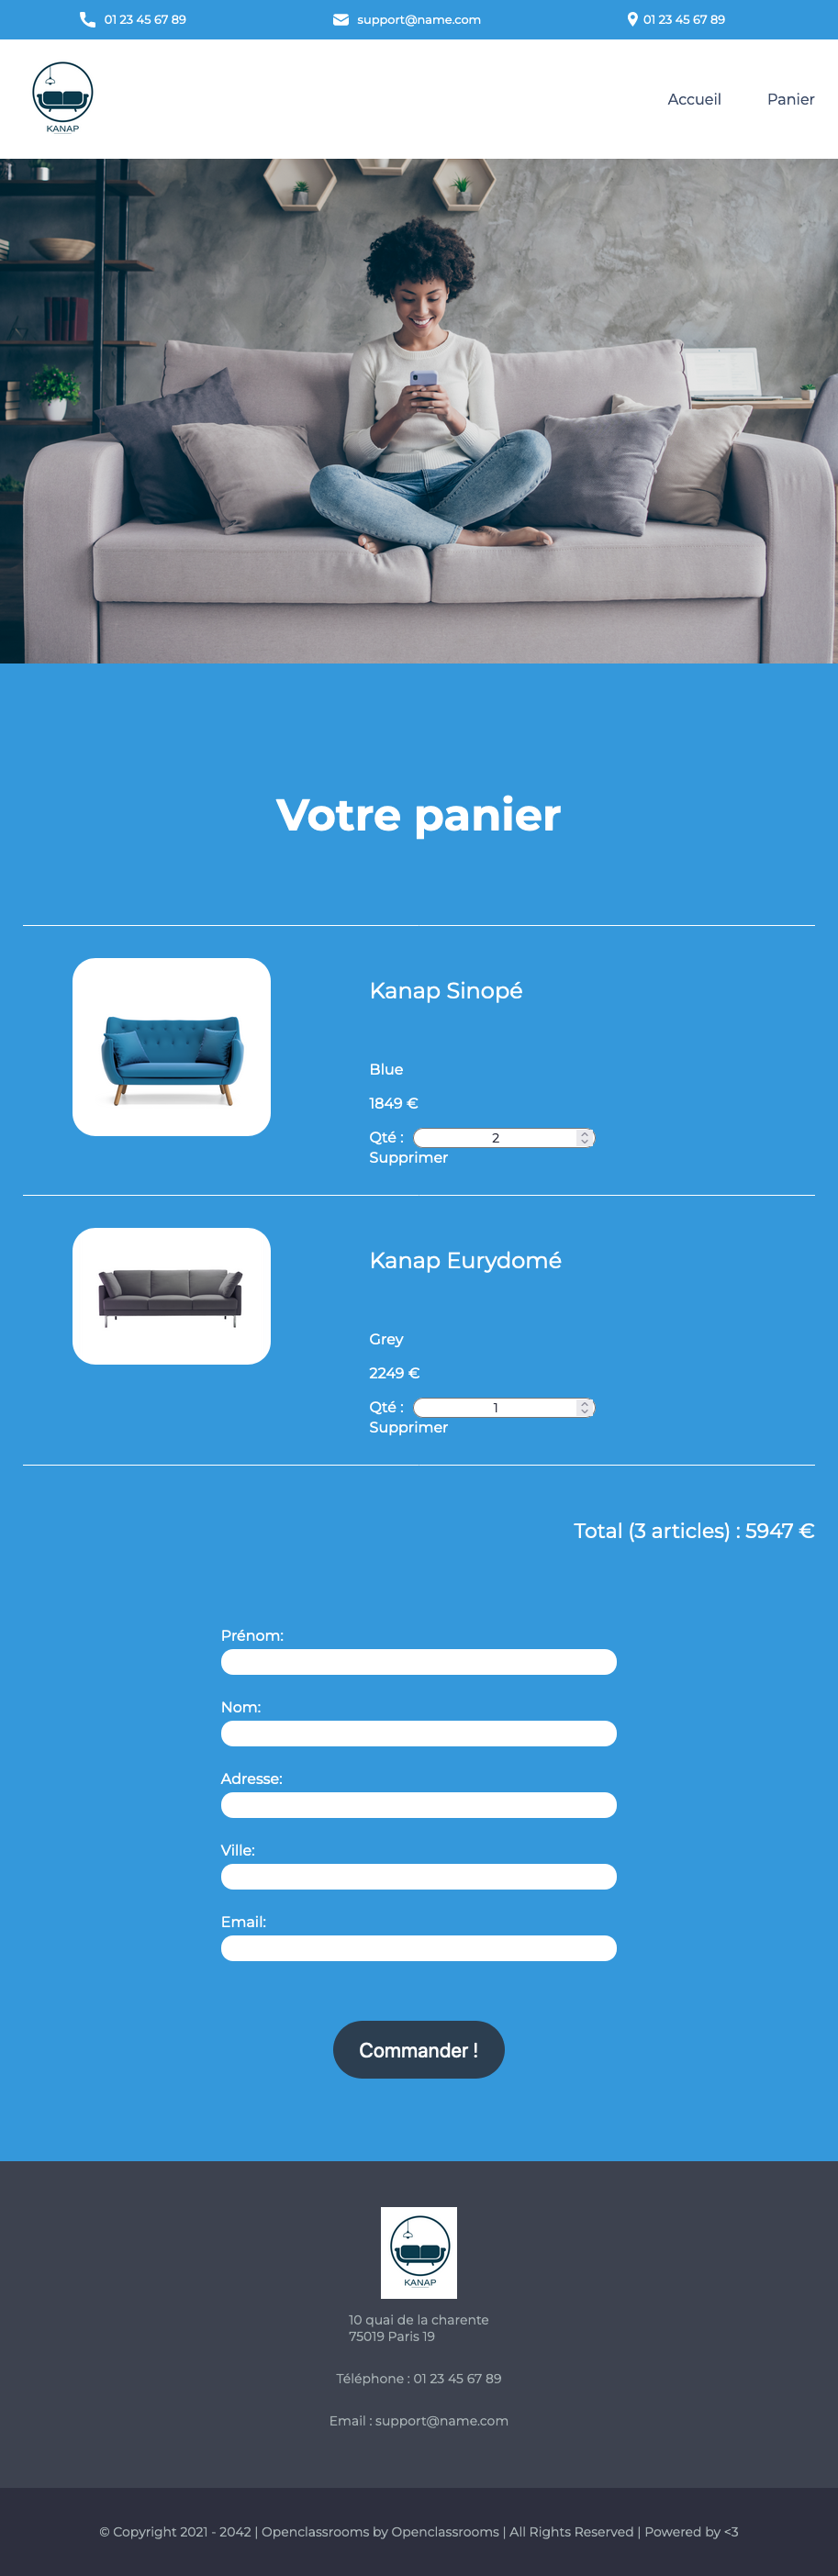 01 23 45 67 89
support@name.com
01 23 45 67 89
KANAP
Accueil
Panier
Votre panier
Kanap Sinopé
Blue
1849 €
Qté : 2
Supprimer
Kanap Eurydomé
Grey
2249 €
Qté : 1
Supprimer
Total (3 articles) : 5947 €
Prénom:
Nom:
Adresse:
Ville:
Email:
Commander !
KANAP
10 quai de la charente
75019 Paris 19
Téléphone : 01 23 45 67 89
Email : support@name.com
© Copyright 2021 - 2042 | Openclassrooms by Openclassrooms | All Rights Reserved | Powered by <3